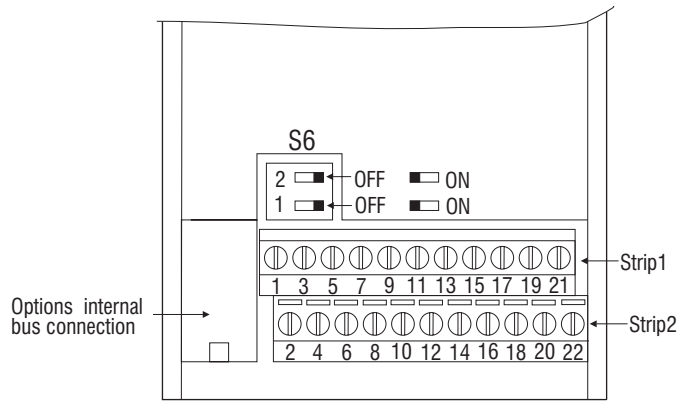 S6
2 OFF ON
1 OFF ON
1 3 5 7 9 11 13 15 17 19 21
Strip1
Options internal
bus connection
2 4 6 8 10 12 14 16 18 20 22
Strip2